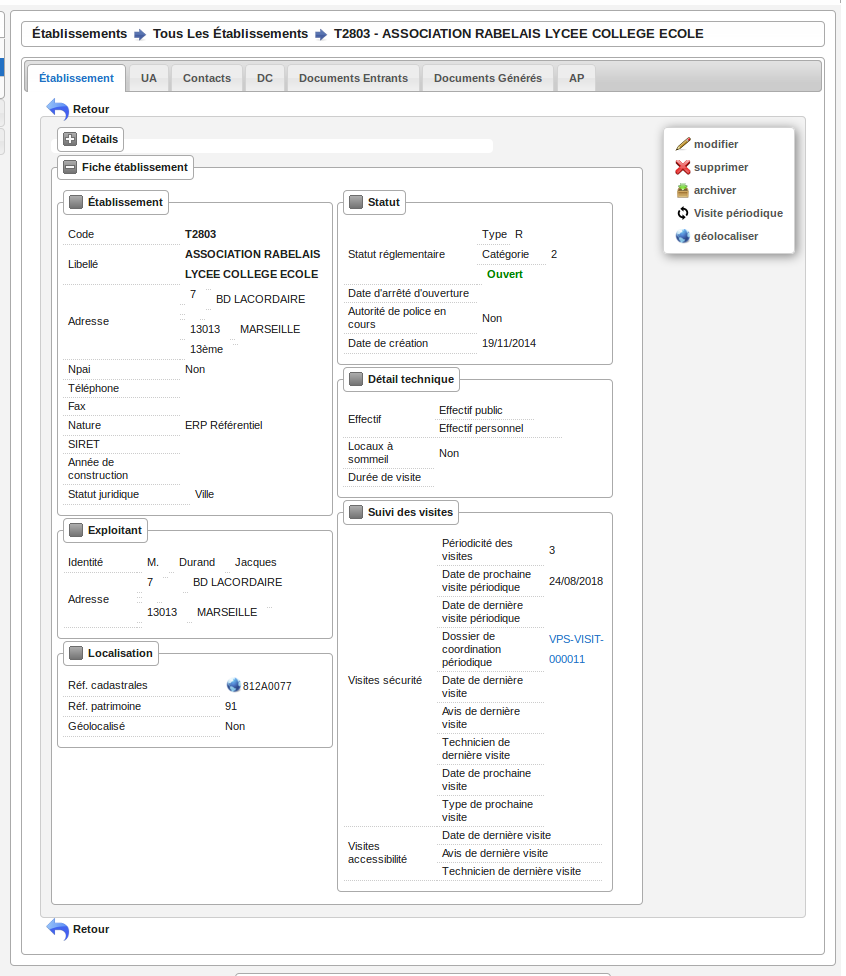 Établissements Tous Les Établissements T2803 - ASSOCIATION RABELAIS LYCEE COLLEGE ECOLE
Établissement UA Contacts DC Documents Entrants Documents Générés AP
Retour
Détails
Fiche établissement
modifier
supprimer
archiver
Visite périodique
géolocaliser
Établissement
Code T2803
Libellé ASSOCIATION RABELAIS
LYCEE COLLEGE ECOLE
Adresse 7 BD LACORDAIRE
13013 MARSEILLE
13ème
Npai Non
Téléphone
Fax
Nature ERP Référentiel
SIRET
Année de
construction
Statut juridique Ville
Exploitant
Identité M. Durand Jacques
Adresse 7 BD LACORDAIRE
13013 MARSEILLE
Localisation
Réf. cadastrales 812A0077
Réf. patrimoine 91
Géolocalisé Non
Statut
Statut réglementaire Type R
Catégorie 2
Ouvert
Date d'arrêté d'ouverture
Autorité de police en
cours Non
Date de création 19/11/2014
Détail technique
Effectif Effectif public
Effectif personnel
Locaux à
sommeil Non
Durée de visite
Suivi des visites
Visites sécurité
Périodicité des
visites 3
Date de prochaine
visite périodique 24/08/2018
Date de dernière
visite périodique
Dossier de
coordination
périodique VPS-VISIT-
000011
Date de dernière
visite
Avis de dernière
visite
Technicien de
dernière visite
Date de prochaine
visite
Type de prochaine
visite
Visites
accessibilité
Date de dernière visite
Avis de dernière visite
Technicien de dernière visite
Retour